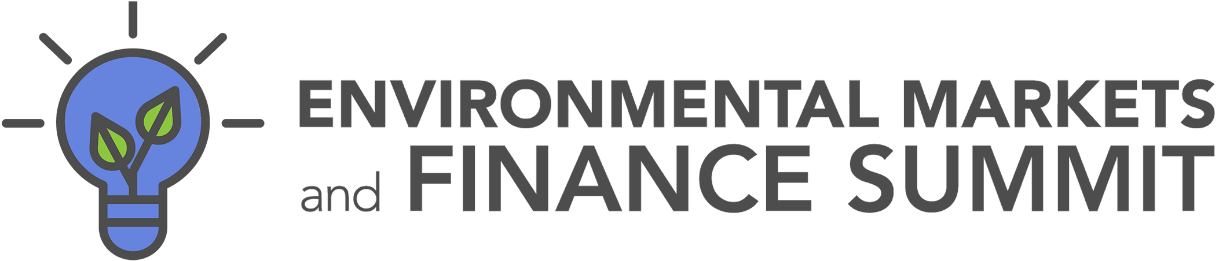 ENVIRONMENTAL MARKETS
and FINANCE SUMMIT